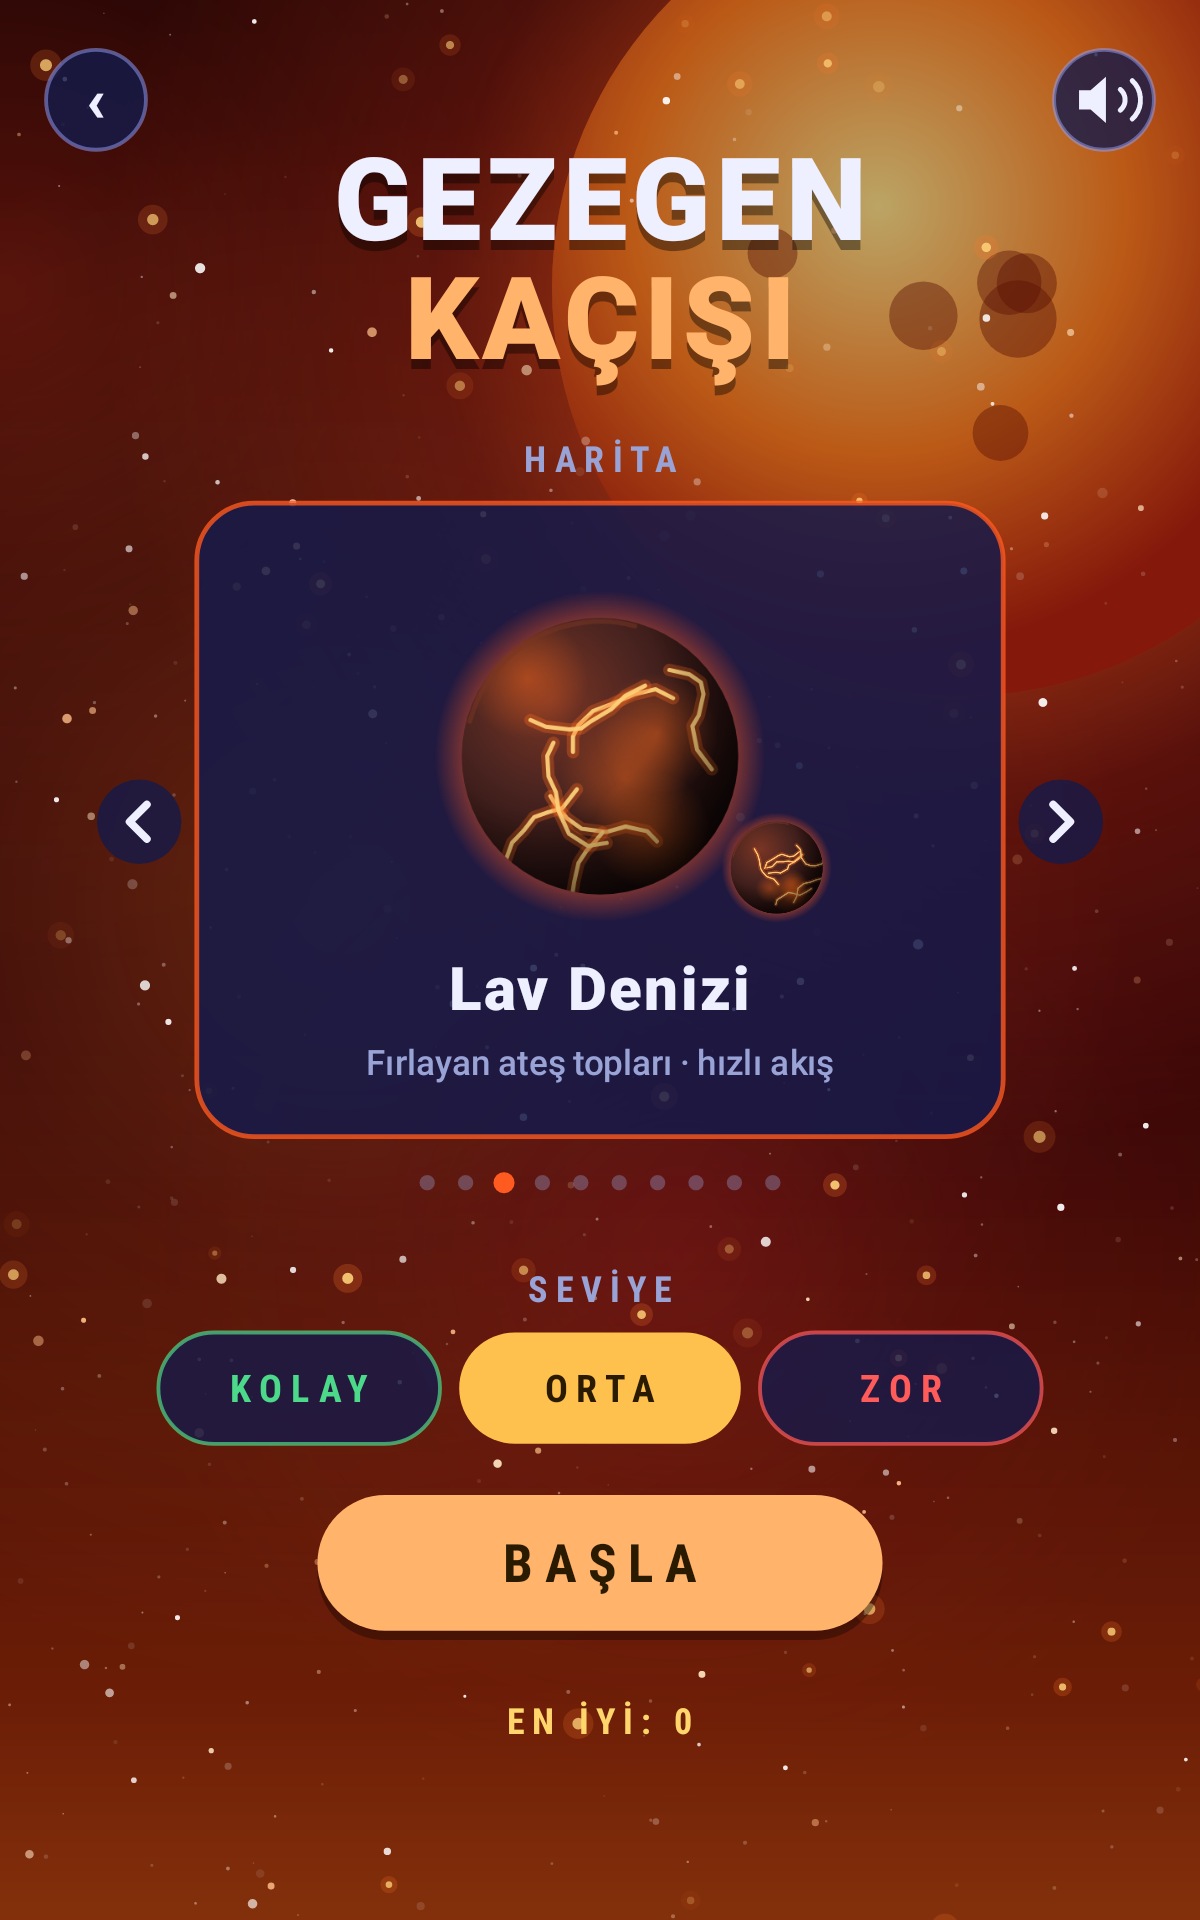 GEZEGEN
KAÇIŞI
HARİTA
Lav Denizi
Fırlayan ateş topları · hızlı akış
SEVİYE
KOLAY
ORTA
ZOR
BAŞLA
EN İYİ: 0